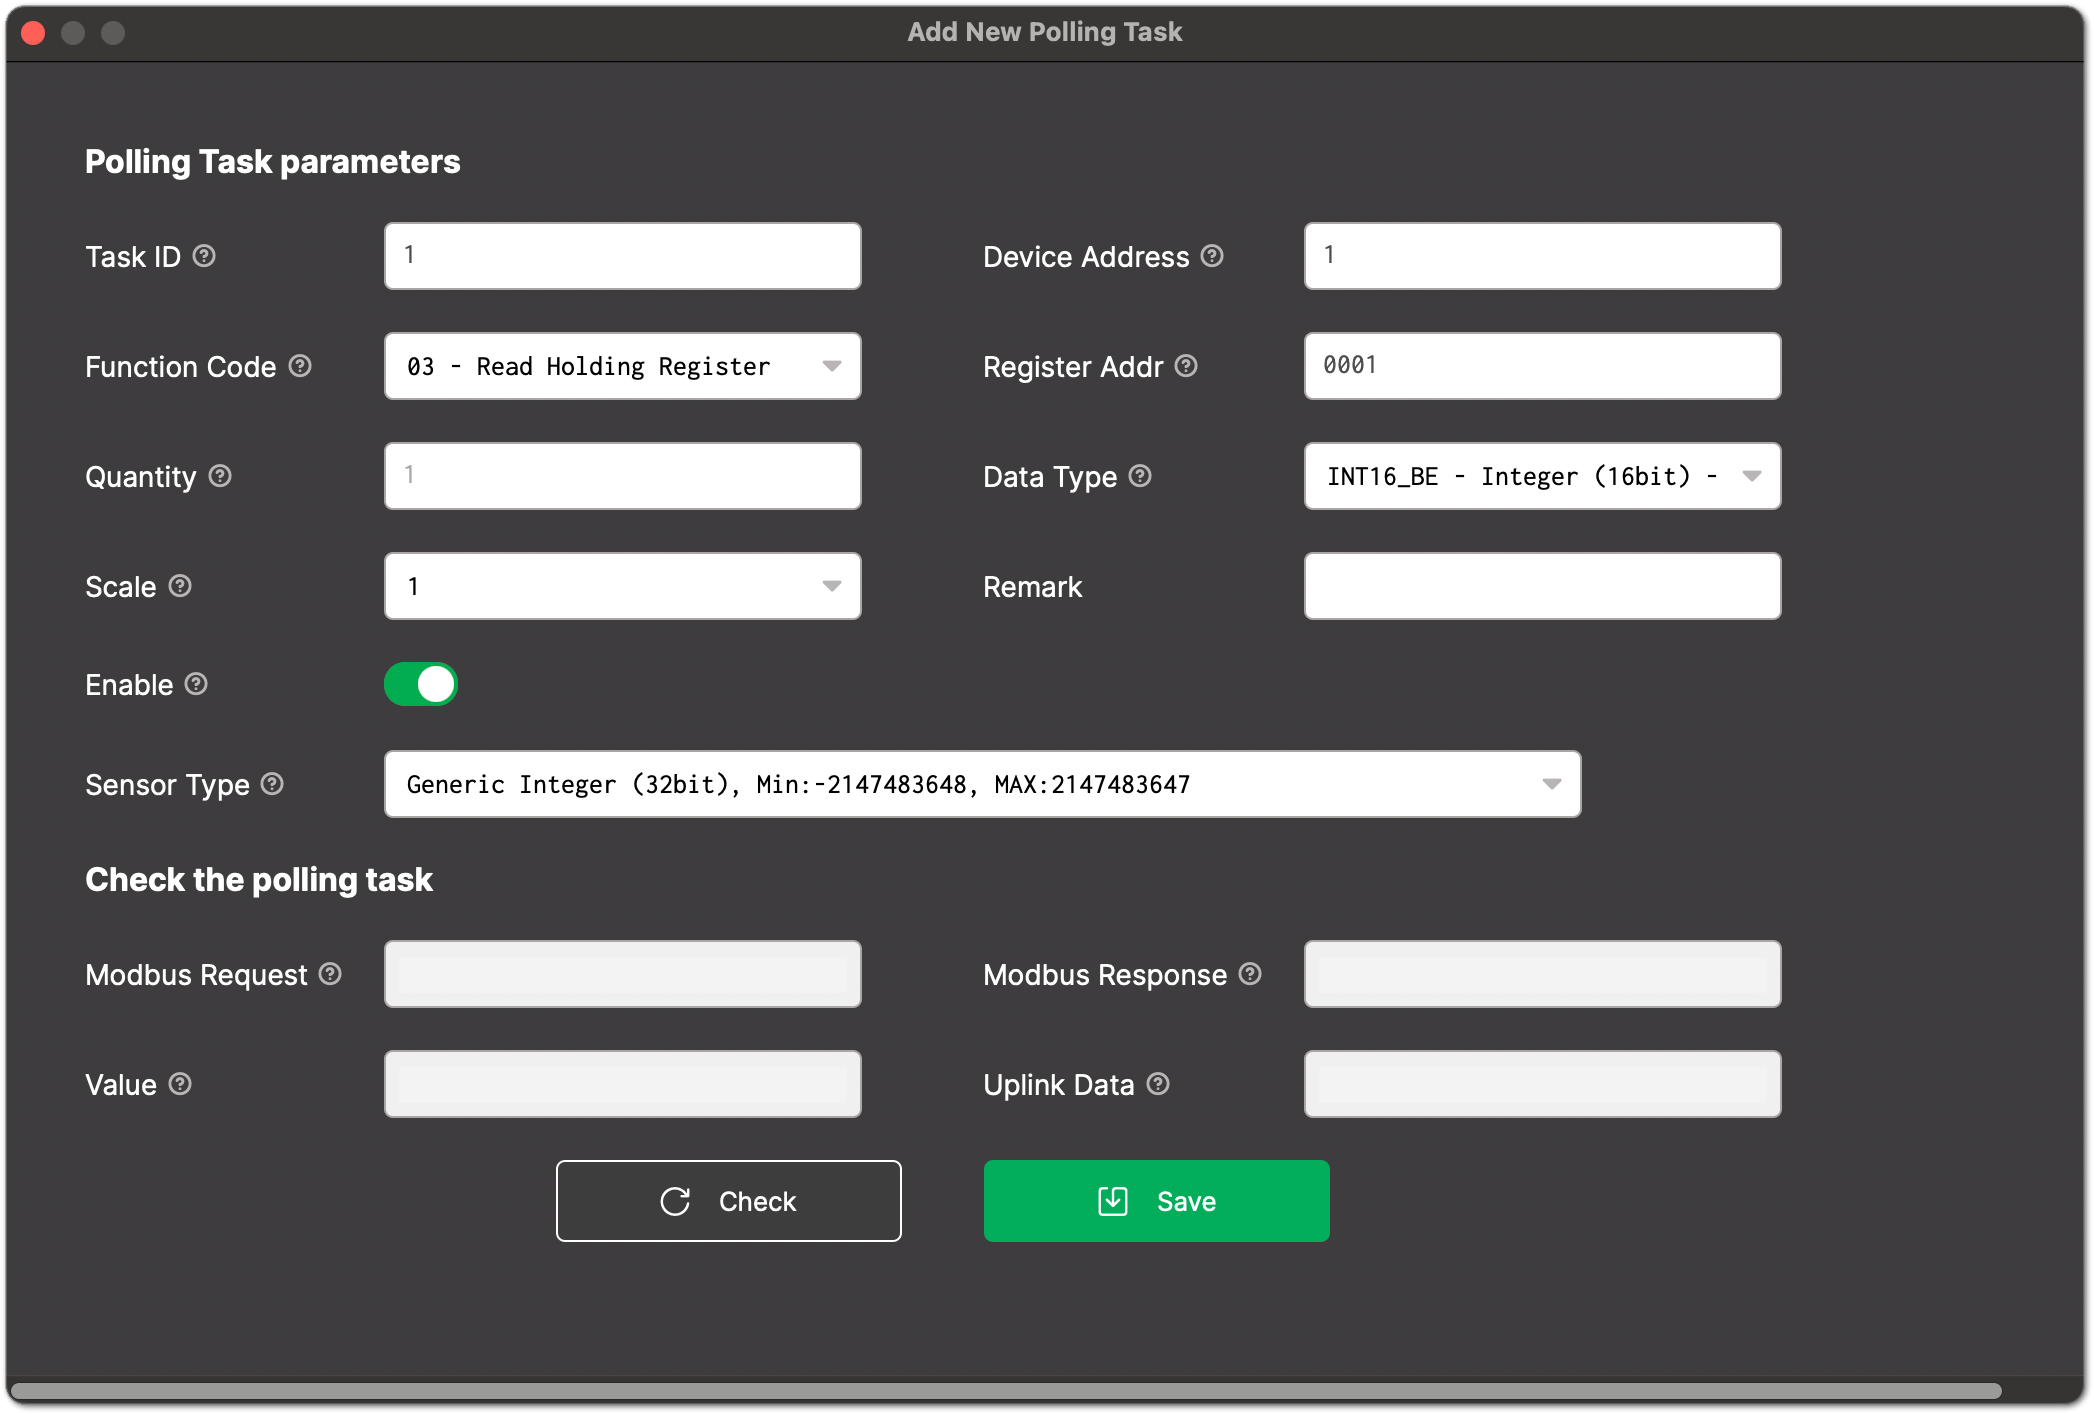 Add New Polling Task
Polling Task parameters
Task ID ? 1 Device Address ? 1
Function Code ? 03 - Read Holding Register Register Addr ? 0001
Quantity ? 1 Data Type ? INT16_BE - Integer (16bit) -
Scale ? 1 Remark
Enable ?
Sensor Type ? Generic Integer (32bit), Min:-2147483648, MAX:2147483647
Check the polling task
Modbus Request ? Modbus Response ?
Value ? Uplink Data ?
Check Save